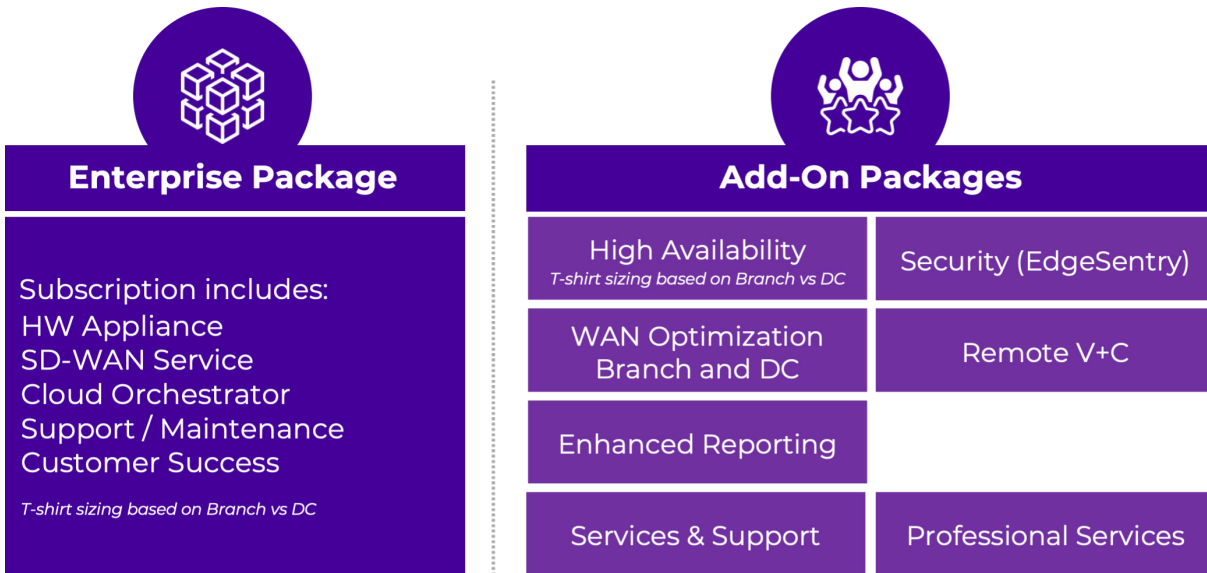 Enterprise Package
Subscription includes:
HW Appliance
SD-WAN Service
Cloud Orchestrator
Support / Maintenance
Customer Success
T-shirt sizing based on Branch vs DC
Add-On Packages
High Availability
T-shirt sizing based on Branch vs DC
Security (EdgeSentry)
WAN Optimization
Branch and DC
Remote V+C
Enhanced Reporting
Services & Support
Professional Services